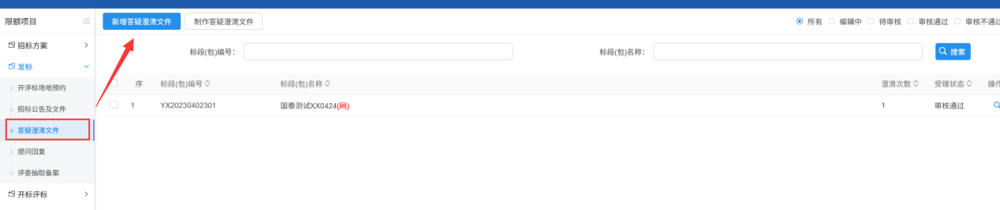 限额项目
新增答疑澄清文件 制作答疑澄清文件 所有 编辑中 待审核 审核通过 审核不通过
招标方案
标段(包)编号： 标段(包)名称： 搜索
发标
序 标段(包)编号 标段(包)名称 澄清次数 受理状态 操作
开评标场地预约
1 YX20230402301 国泰测试XX0424(网) 1 审核通过
招标公告及文件
答疑澄清文件
提问回复
评委抽取备案
开标评标